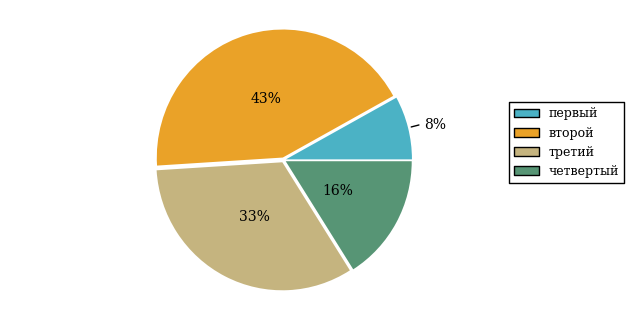 43%
8%
16%
33%
первый
второй
третий
четвертый